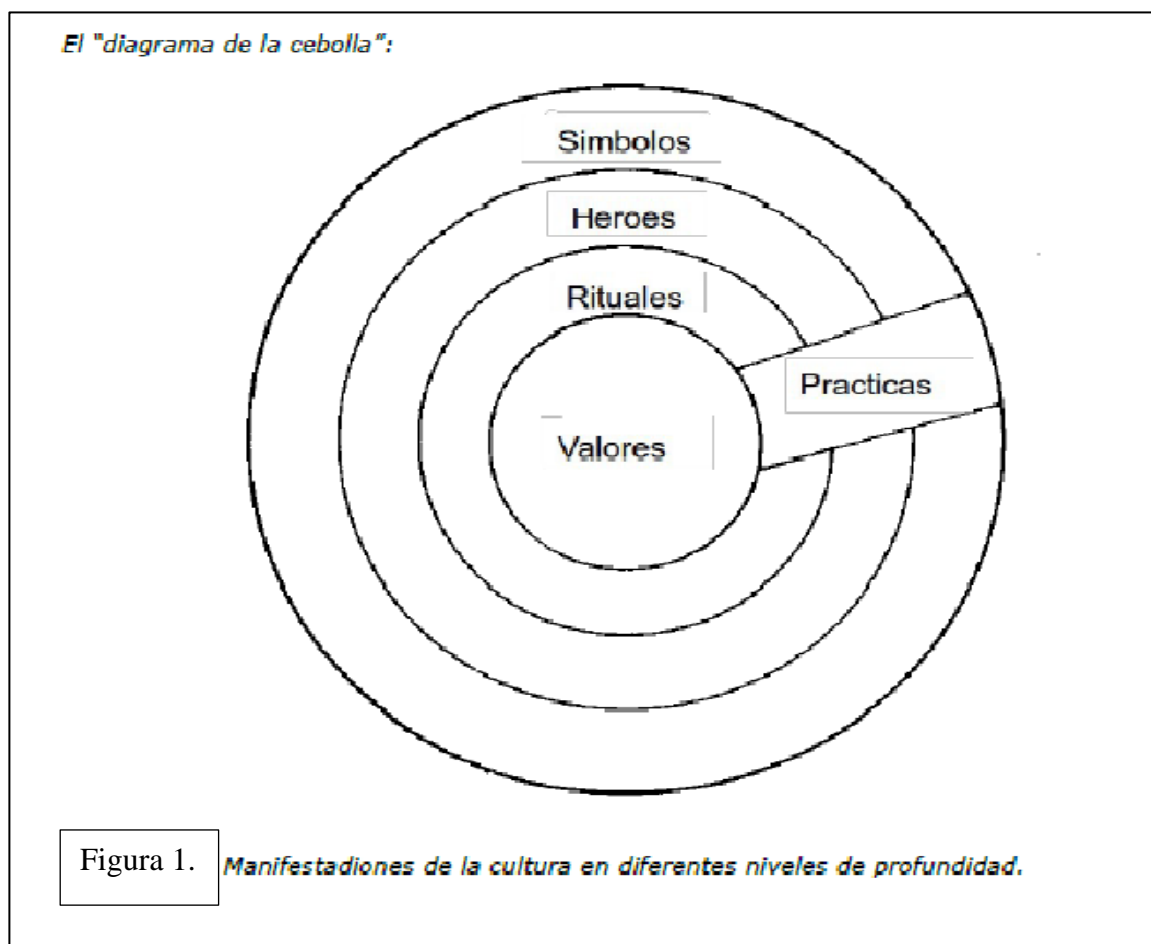 El "diagrama de la cebolla":
Simbolos
Heroes
Rituales
Practicas
Valores
Figura 1. Manifestadiones de la cultura en diferentes niveles de profundidad.